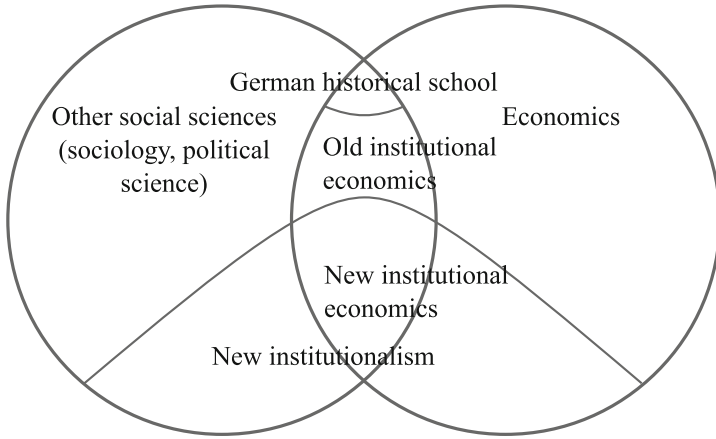 German historical school
Other social sciences
(sociology, political
science)
Economics
Old institutional
economics
New institutional
economics
New institutionalism